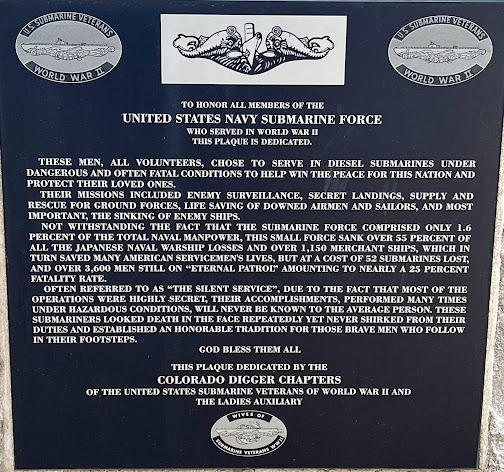 U.S. SUBMARINE VETERANS
WORLD WAR II
U.S. SUBMARINE VETERANS
WORLD WAR II
TO HONOR ALL MEMBERS OF THE
UNITED STATES NAVY SUBMARINE FORCE
WHO SERVED IN WORLD WAR II
THIS PLAQUE IS DEDICATED.
THESE MEN, ALL VOLUNTEERS, CHOSE TO SERVE IN DIESEL SUBMARINES UNDER
DANGEROUS AND OFTEN FATAL CONDITIONS TO HELP WIN THE PEACE FOR THIS NATION AND
PROTECT THEIR LOVED ONES.
THEIR MISSIONS INCLUDED ENEMY SURVEILLANCE, SECRET LANDINGS, SUPPLY AND
RESCUE FOR GROUND FORCES, LIFE SAVING OF DOWNED AIRMEN AND SAILORS, AND MOST
IMPORTANT, THE SINKING OF ENEMY SHIPS.
NOT WITHSTANDING THE FACT THAT THE SUBMARINE FORCE COMPRISED ONLY 1.6
PERCENT OF THE TOTAL NAVAL MANPOWER, THIS SMALL FORCE SANK OVER 55 PERCENT OF
ALL THE JAPANESE NAVAL WARSHIP LOSSES AND OVER 1,150 MERCHANT SHIPS, WHICH IN
TURN SAVED MANY AMERICAN SERVICEMEN'S LIVES, BUT AT A COST OF 52 SUBMARINES LOST,
AND OVER 3,600 MEN STILL ON "ETERNAL PATROL" AMOUNTING TO NEARLY A 25 PERCENT
FATALITY RATE.
OFTEN REFERRED TO AS "THE SILENT SERVICE", DUE TO THE FACT THAT MOST OF THE
OPERATIONS WERE HIGHLY SECRET, THEIR ACCOMPLISHMENTS, PERFORMED MANY TIMES
UNDER HAZARDOUS CONDITIONS, WILL NEVER BE KNOWN TO THE AVERAGE PERSON. THESE
SUBMARINERS LOOKED DEATH IN THE FACE REPEATEDLY YET NEVER SHIRKED FROM THEIR
DUTIES AND ESTABLISHED AN HONORABLE TRADITION FOR THOSE BRAVE MEN WHO FOLLOW
IN THEIR FOOTSTEPS.
GOD BLESS THEM ALL
THIS PLAQUE DEDICATED BY THE
COLORADO DIGGER CHAPTERS
OF THE UNITED STATES SUBMARINE VETERANS OF WORLD WAR II AND
THE LADIES AUXILIARY
WIVES OF
SUBMARINE VETERANS WWII